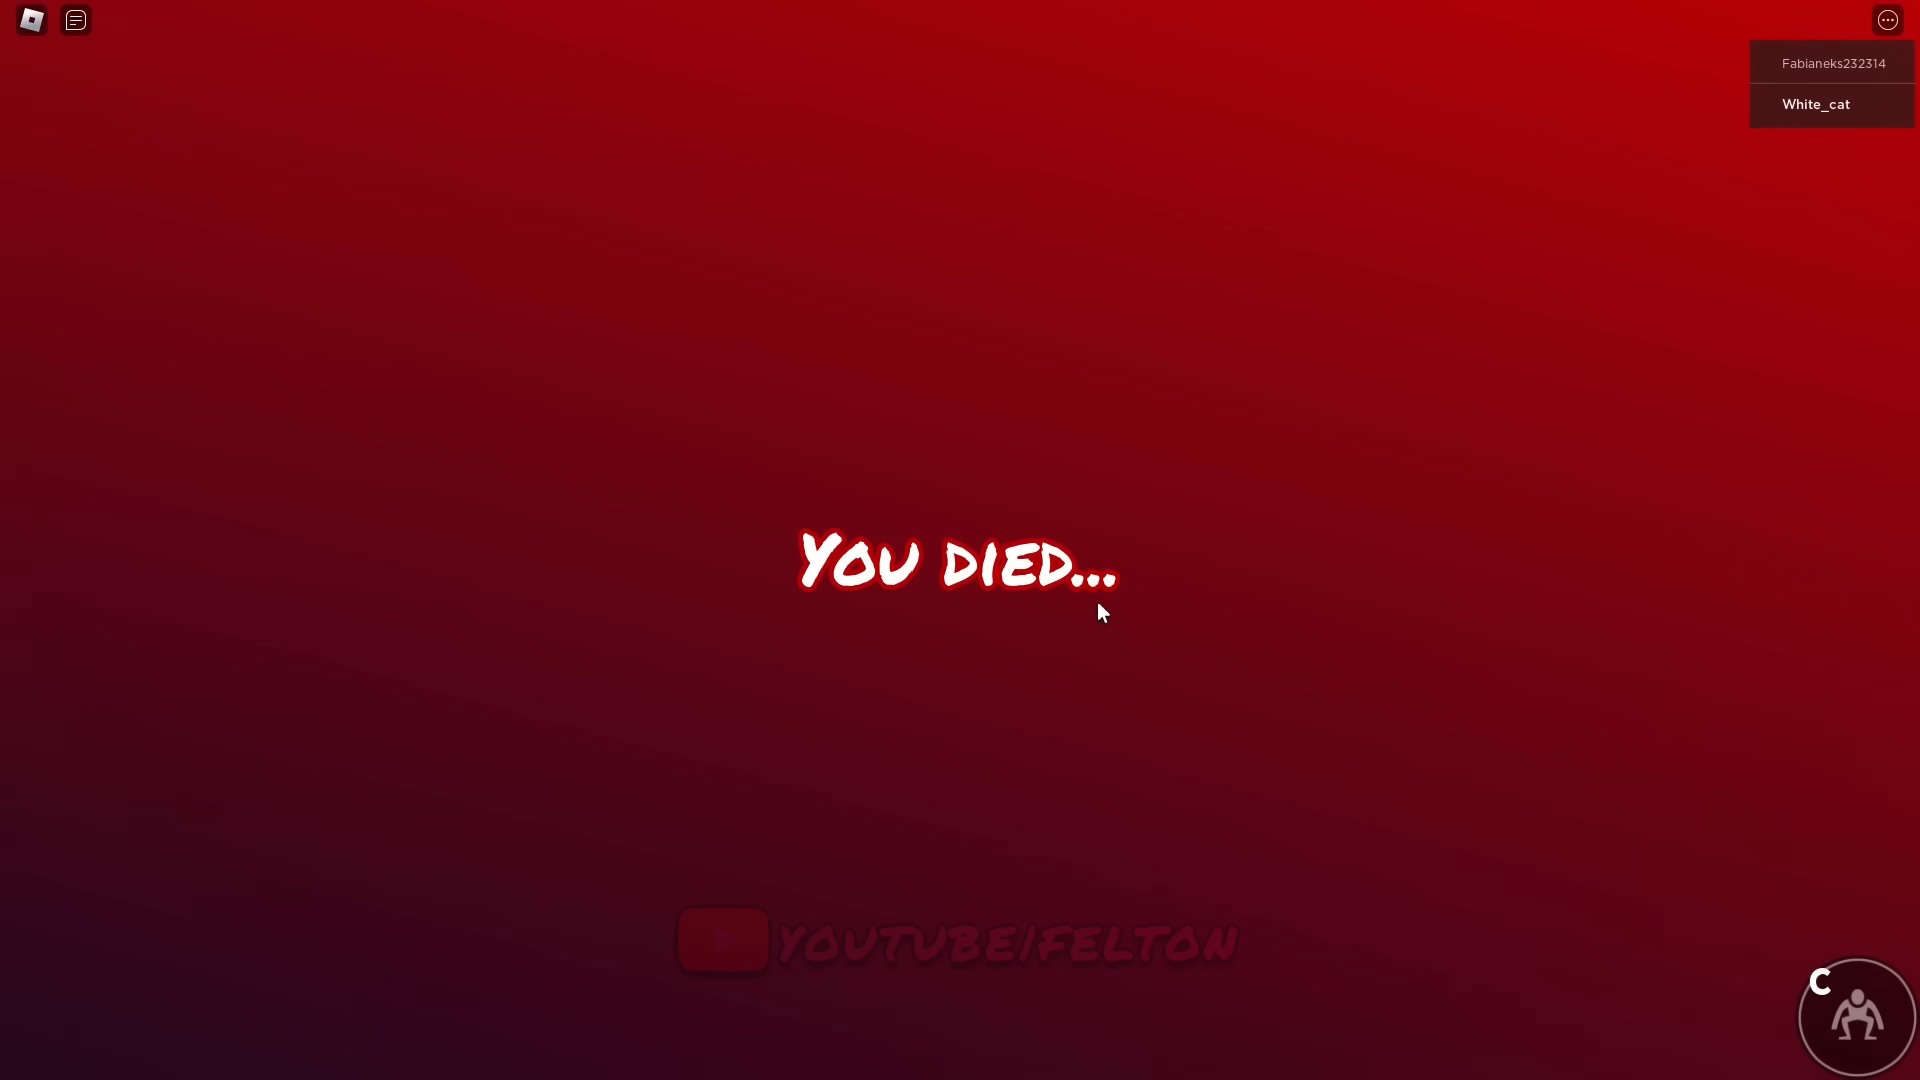 Fabianeks232314
White_cat
You died...
YOUTUBE/FELTON
C